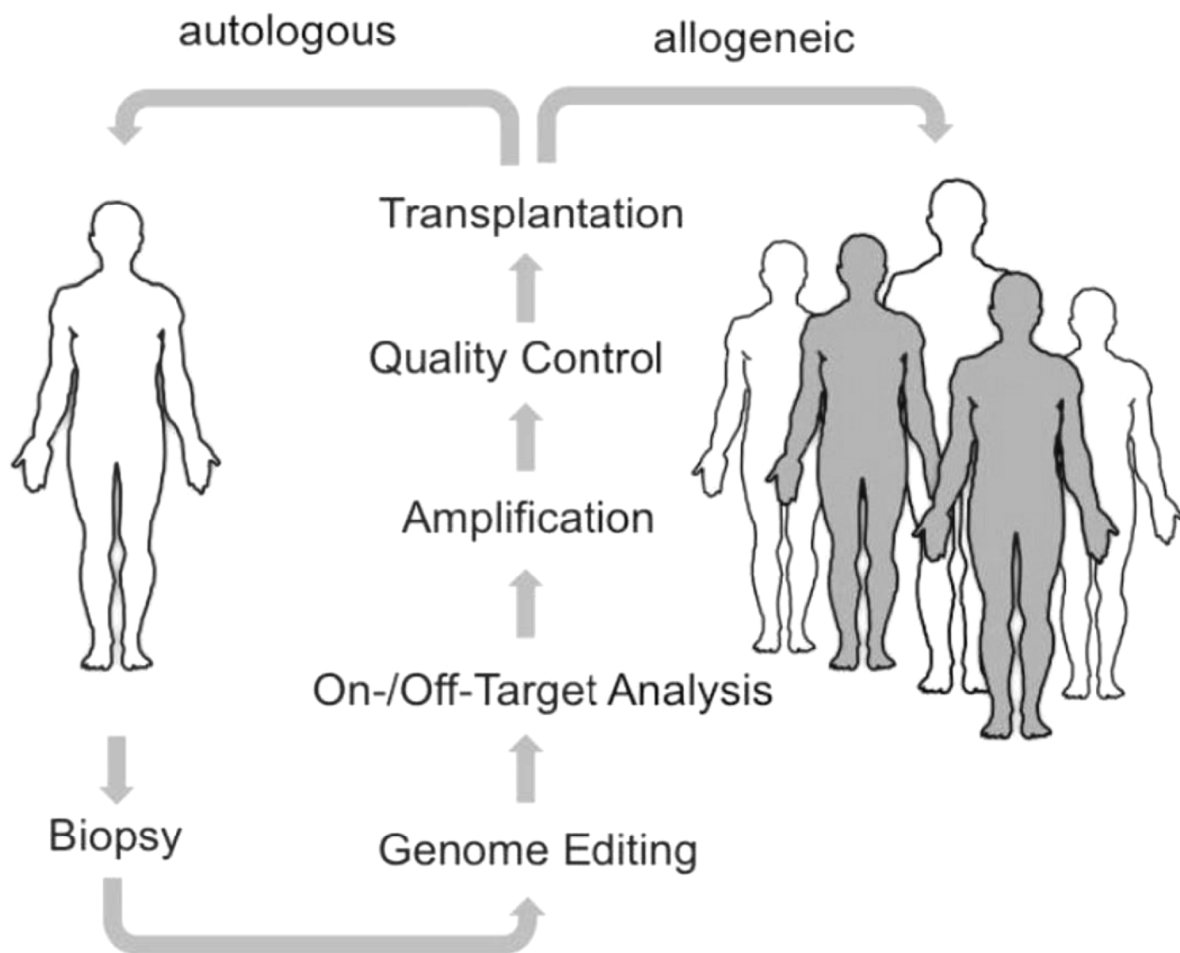 autologous
allogeneic
Transplantation
Quality Control
Amplification
On-/Off-Target Analysis
Biopsy
Genome Editing